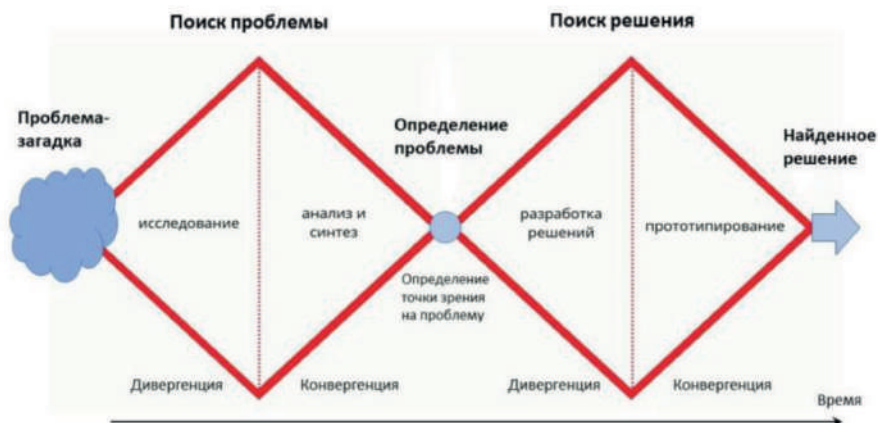 Поиск проблемы
Поиск решения
Проблема-
загадка
Определение
проблемы
Найденное
решение
исследование
анализ и
синтез
разработка
решений
прототипирование
Определение
точки зрения
на проблему
Дивергенция
Конвергенция
Дивергенция
Конвергенция
Время